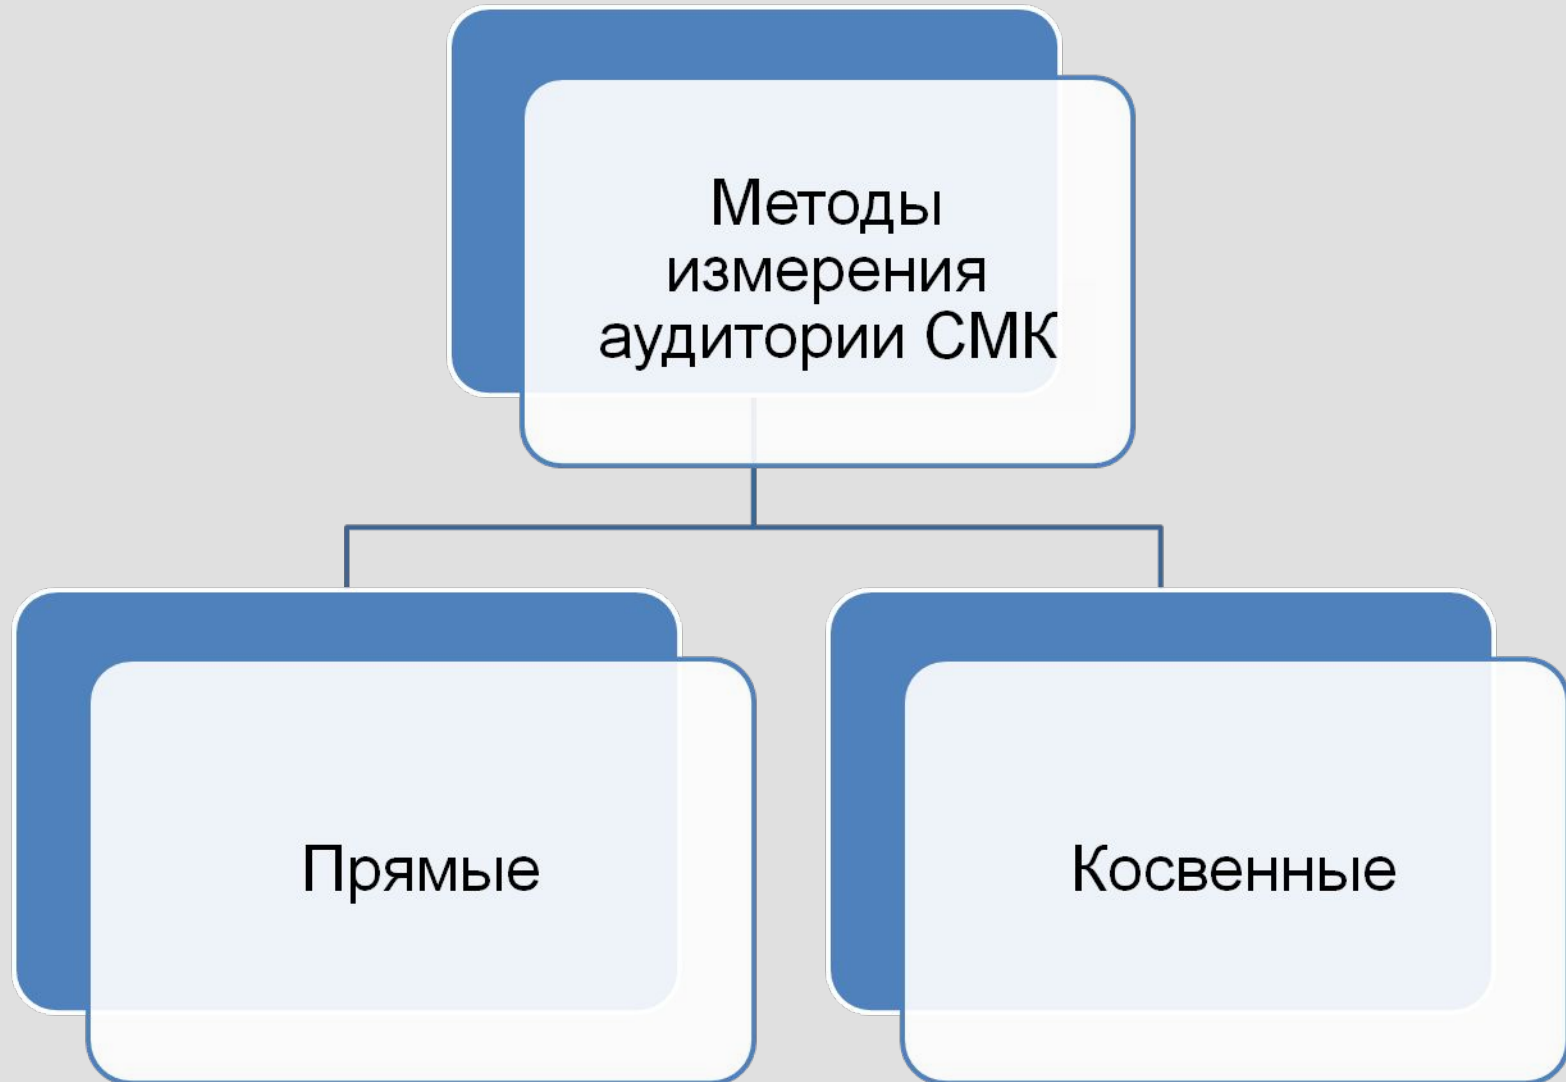 Методы
измерения
аудитории СМК
Прямые
Косвенные